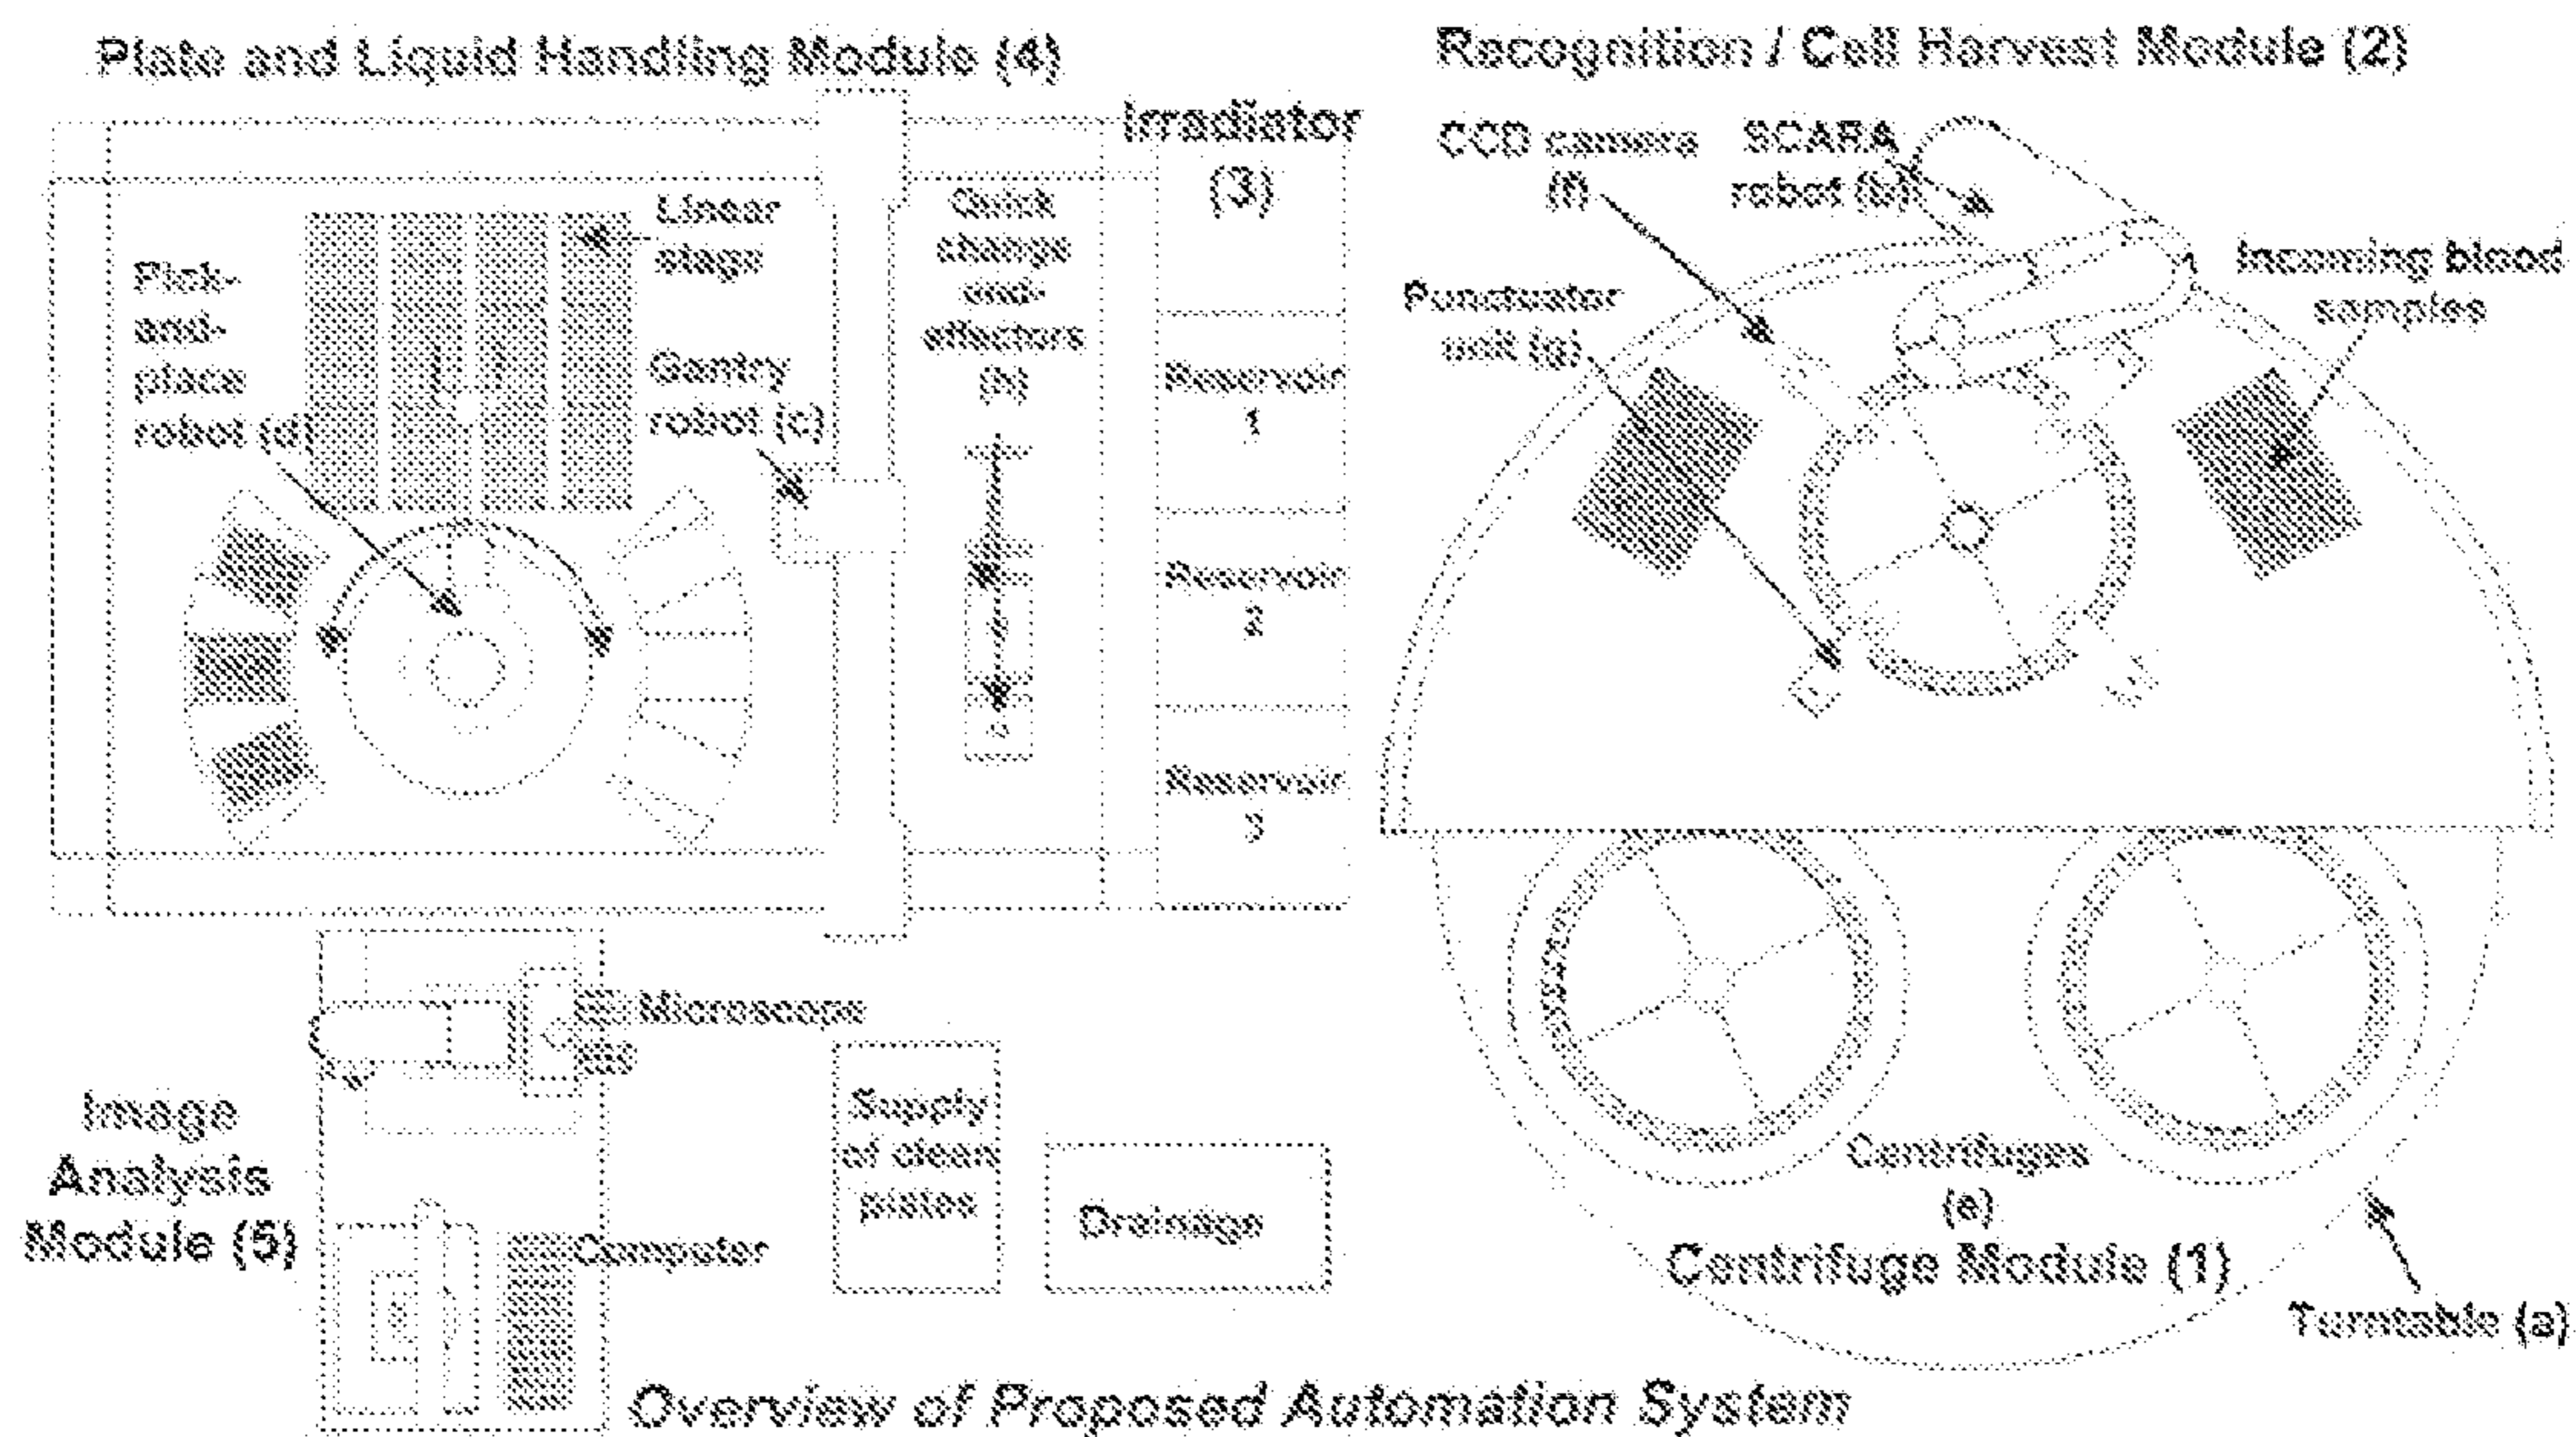 Plate and Liquid Handling Module (4)
Recognition / Cell Harvest Module (2)
Irradiator
(3)
CCD camera
(f)
SCARA
robot (b)
Linear
stage
Quick
change
end-
effectors
(h)
Pick-
and-
place
robot (d)
Gantry
robot (c)
Punctuator
unit (g)
Incoming blood
samples
Reservoir
1
Reservoir
2
Reservoir
3
Microscope
Image
Analysis
Module (5)
Supply
of clean
plates
Drainage
Computer
Centrifuges
(e)
Centrifuge Module (1)
Turntable (a)
Overview of Proposed Automation System